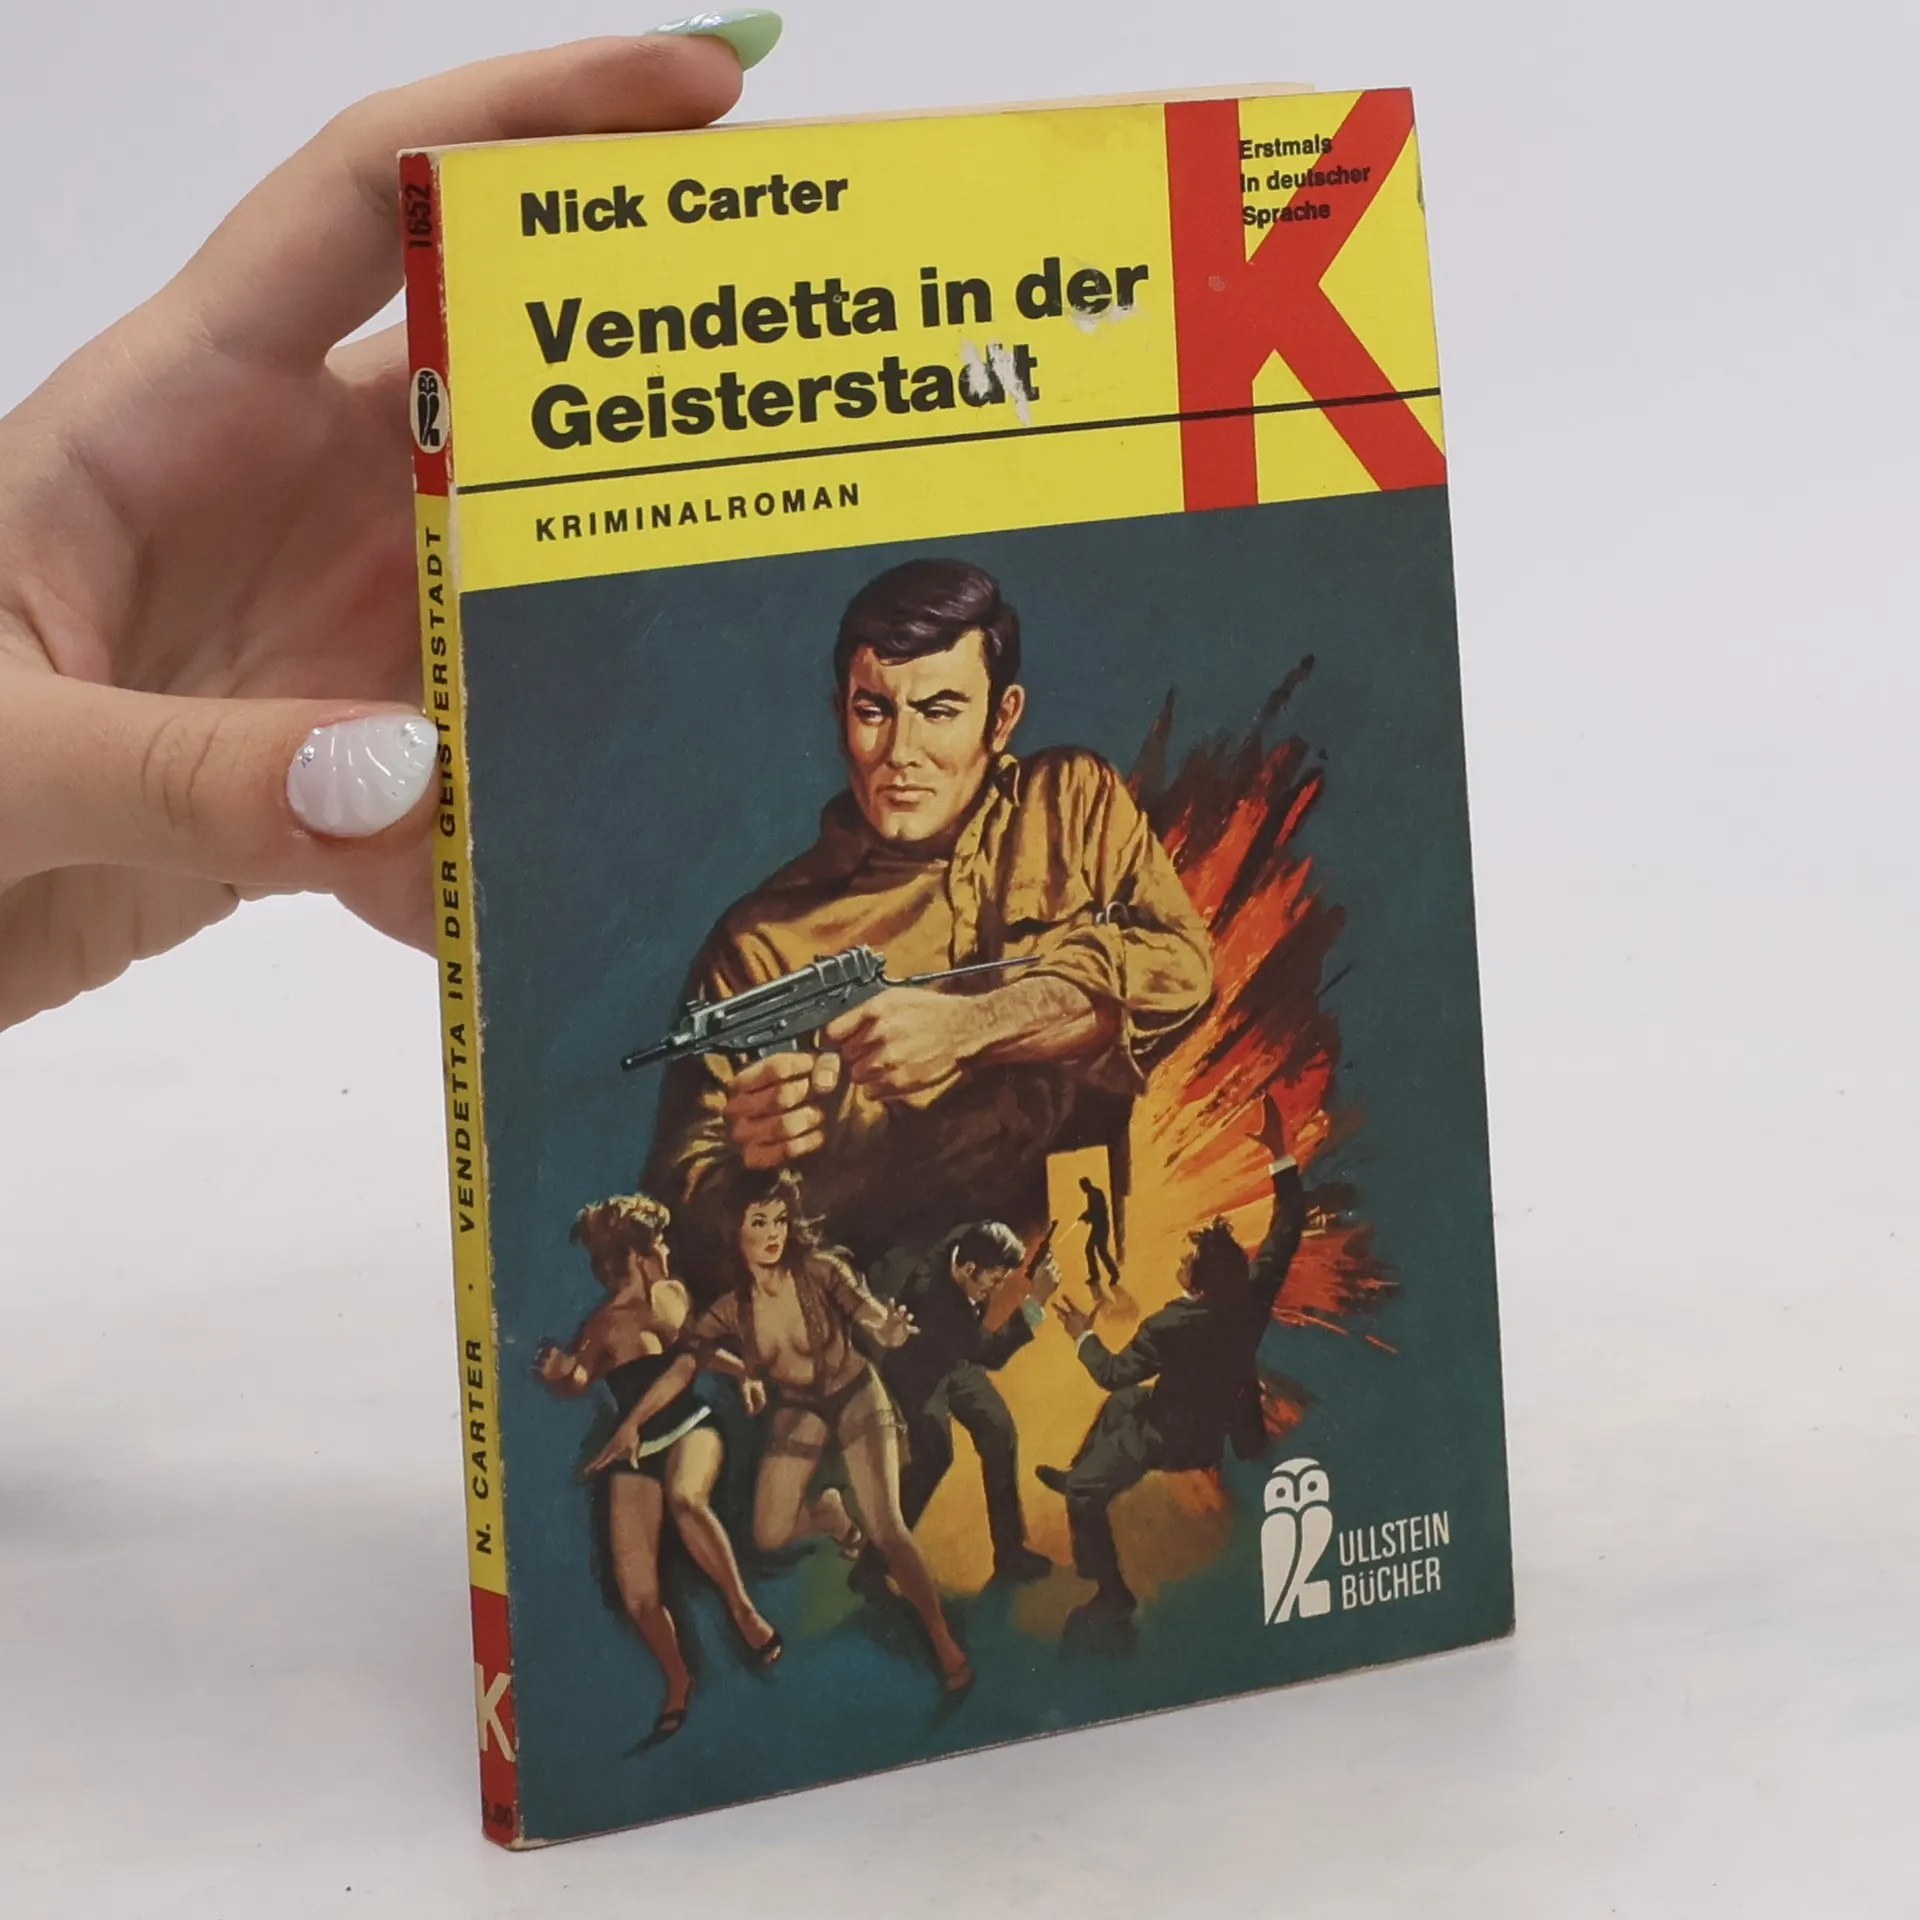 Nick Carter
Vendetta in der
Geisterstadt
KRIMINALROMAN
K
Erstmals
in deutscher
Sprache
ULLSTEIN
BÜCHER
1652
N. CARTER · VENDETTA IN DER GEISTERSTADT
K